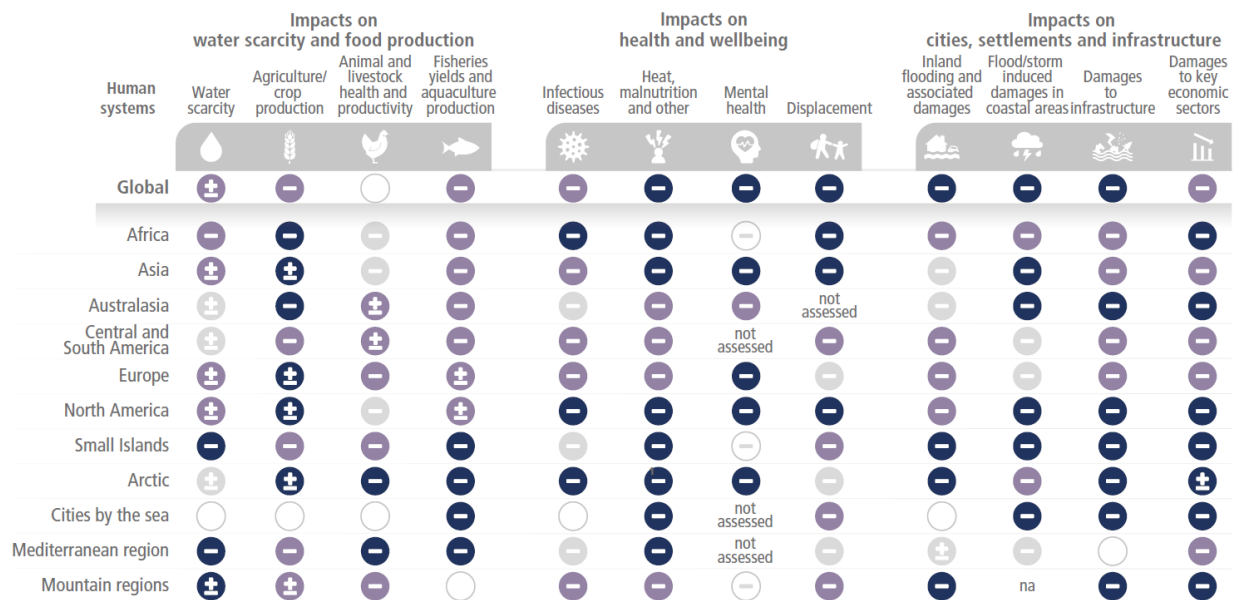 Impacts on
water scarcity and food production
Impacts on
health and wellbeing
Impacts on
cities, settlements and infrastructure
Human
systems
Water
scarcity
Agriculture/
crop
production
Animal and
livestock
health and
productivity
Fisheries
yields and
aquaculture
production
Infectious
diseases
Heat,
malnutrition
and other
Mental
health
Displacement
Inland
flooding and
associated
damages
Flood/storm
induced
damages in
coastal areas
Damages
to
infrastructure
Damages
to key
economic
sectors
Global
± − − − − − − − − − −
Africa
− − − − − − − − − − − −
Asia
± ± − − − − − − − − − −
Australasia
± − ± − − − − not assessed − − − −
Central and
South America
± − ± − − − not assessed − − − − −
Europe
± ± − ± − − − − − − − −
North America
± ± − ± − − − − − − − −
Small Islands
− − − − − − − − − − − −
Arctic
± ± − − − − − − − − − ±
Cities by the sea
− − not assessed − − − −
Mediterranean region
− − − − − − not assessed − ± − −
Mountain regions
± ± − − − − − − na − −